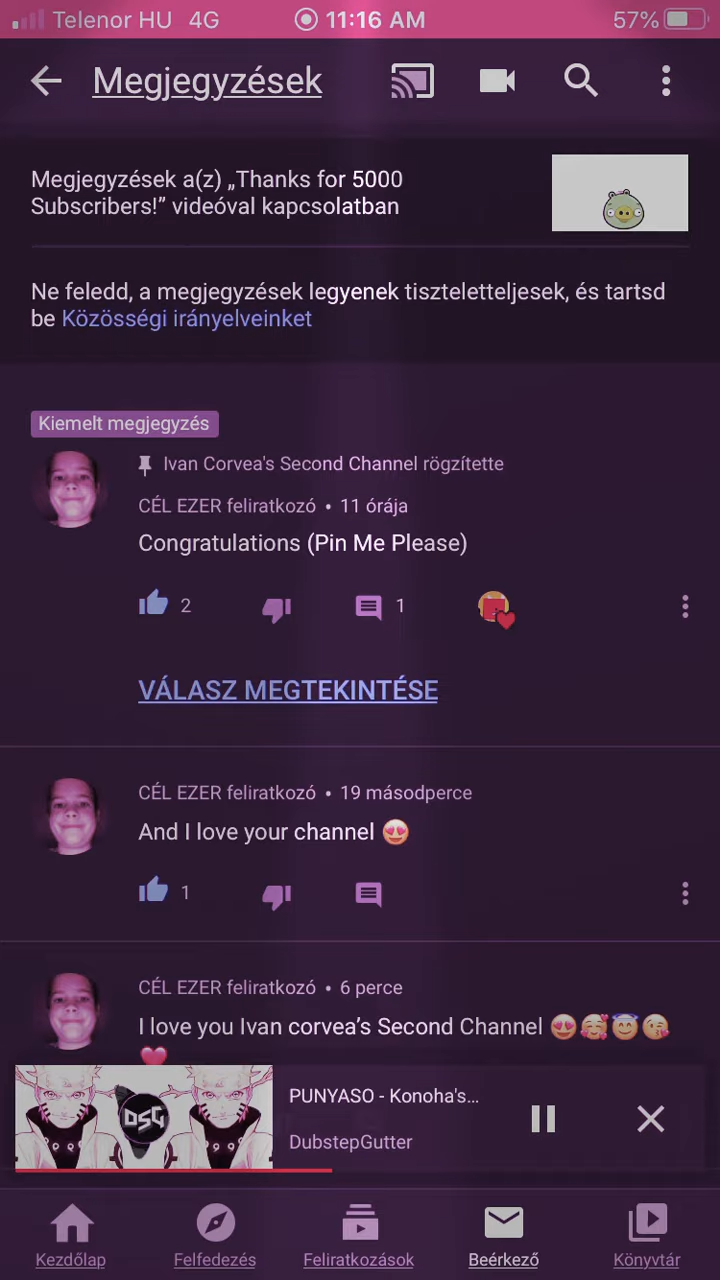 Telenor HU 4G 11:16 AM 57%
Megjegyzések
Megjegyzések a(z) „Thanks for 5000
Subscribers!” videóval kapcsolatban
Ne feledd, a megjegyzések legyenek tiszteletteljesek, és tartsd
be Közösségi irányelveinket
Kiemelt megjegyzés
Ivan Corvea's Second Channel rögzítette
CÉL EZER feliratkozó • 11 órája
Congratulations (Pin Me Please)
2 1
VÁLASZ MEGTEKINTÉSE
CÉL EZER feliratkozó • 19 másodperce
And I love your channel 😍
1
CÉL EZER feliratkozó • 6 perce
I love you Ivan corvea’s Second Channel 😍🥰😇😘
❤️
DSG
PUNYASO - Konoha's...
DubstepGutter
Kezdőlap Felfedezés Feliratkozások Beérkező Könyvtár